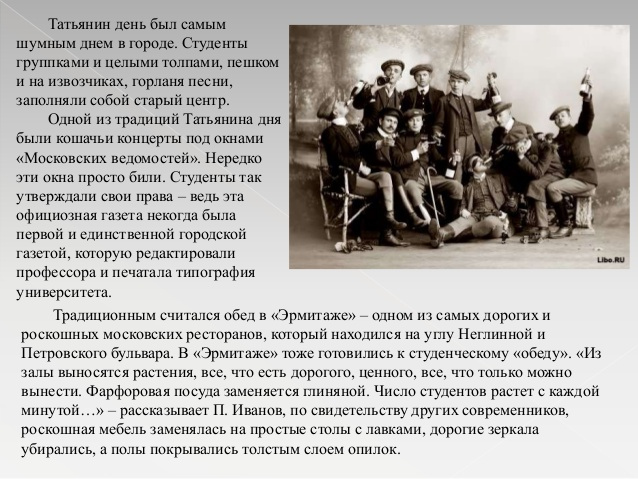 Татьянин день был самым
шумным днем в городе. Студенты
группками и целыми толпами, пешком
и на извозчиках, горланя песни,
заполняли собой старый центр.
Одной из традиций Татьянина дня
были кошачьи концерты под окнами
«Московских ведомостей». Нередко
эти окна просто били. Студенты так
утверждали свои права – ведь эта
официозная газета некогда была
первой и единственной городской
газетой, которую редактировали
профессора и печатала типография
университета.
Libo.RU
Традиционным считался обед в «Эрмитаже» – одном из самых дорогих и
роскошных московских ресторанов, который находился на углу Неглинной и
Петровского бульвара. В «Эрмитаже» тоже готовились к студенческому «обеду». «Из
залы выносятся растения, все, что есть дорогого, ценного, все, что только можно
вынести. Фарфоровая посуда заменяется глиняной. Число студентов растет с каждой
минутой…» – рассказывает П. Иванов, по свидетельству других современников,
роскошная мебель заменялась на простые столы с лавками, дорогие зеркала
убирались, а полы покрывались толстым слоем опилок.